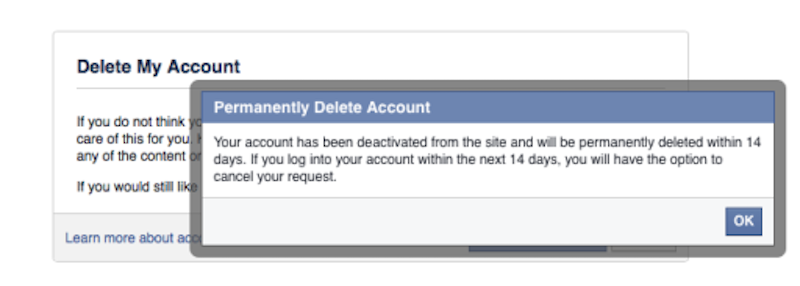 Delete My Account
If you do not think
care of this for you.
any of the content
If you would still like
Learn more about
Permanently Delete Account
Your account has been deactivated from the site and will be permanently deleted within 14
days. If you log into your account within the next 14 days, you will have the option to
cancel your request.
OK